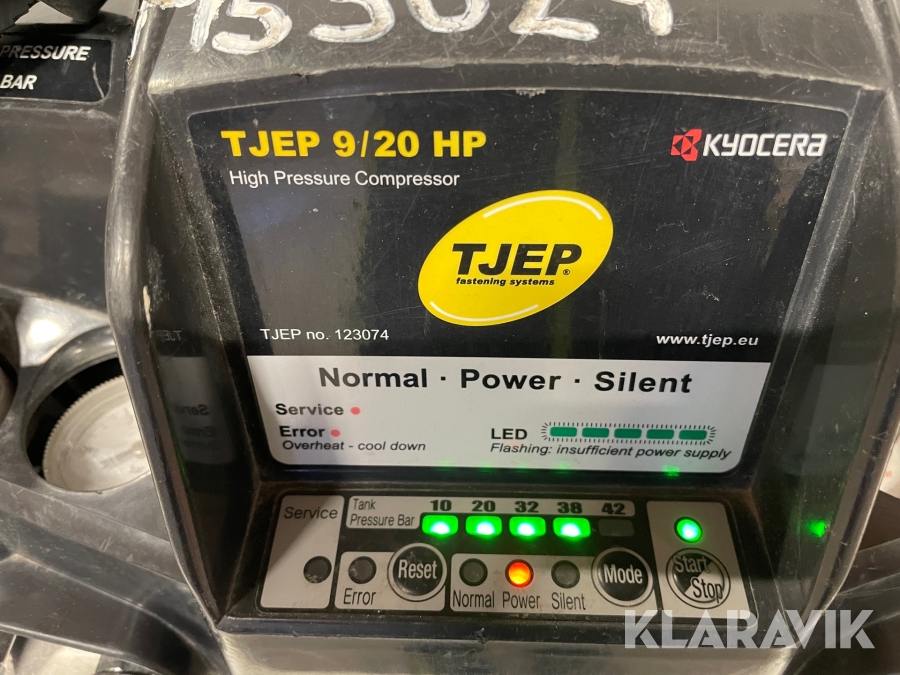 PRESSURE
BAR
TJEP 9/20 HP
KYOCERA
High Pressure Compressor
TJEP®
fastening systems
TJEP no. 123074
www.tjep.eu
Normal · Power · Silent
Service
Error
Overheat - cool down
LED
Flashing: insufficient power supply
Service
Tank
Pressure Bar
10 20 32 38 42
Error
Reset
Normal Power Silent
Mode
Start
Stop
KLARAVIK